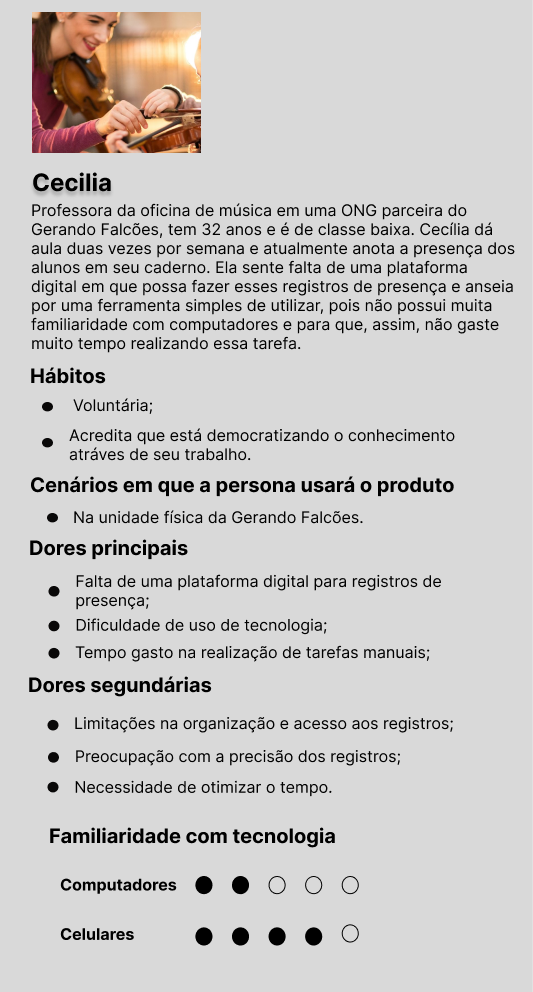 Cecilia
Professora da oficina de música em uma ONG parceira do
Gerando Falcões, tem 32 anos e é de classe baixa. Cecília dá
aula duas vezes por semana e atualmente anota a presença dos
alunos em seu caderno. Ela sente falta de uma plataforma
digital em que possa fazer esses registros de presença e anseia
por uma ferramenta simples de utilizar, pois não possui muita
familiaridade com computadores e para que, assim, não gaste
muito tempo realizando essa tarefa.
Hábitos
Voluntária;
Acredita que está democratizando o conhecimento
atráves de seu trabalho.
Cenários em que a persona usará o produto
Na unidade física da Gerando Falcões.
Dores principais
Falta de uma plataforma digital para registros de
presença;
Dificuldade de uso de tecnologia;
Tempo gasto na realização de tarefas manuais;
Dores segundárias
Limitações na organização e acesso aos registros;
Preocupação com a precisão dos registros;
Necessidade de otimizar o tempo.
Familiaridade com tecnologia
Computadores
Celulares